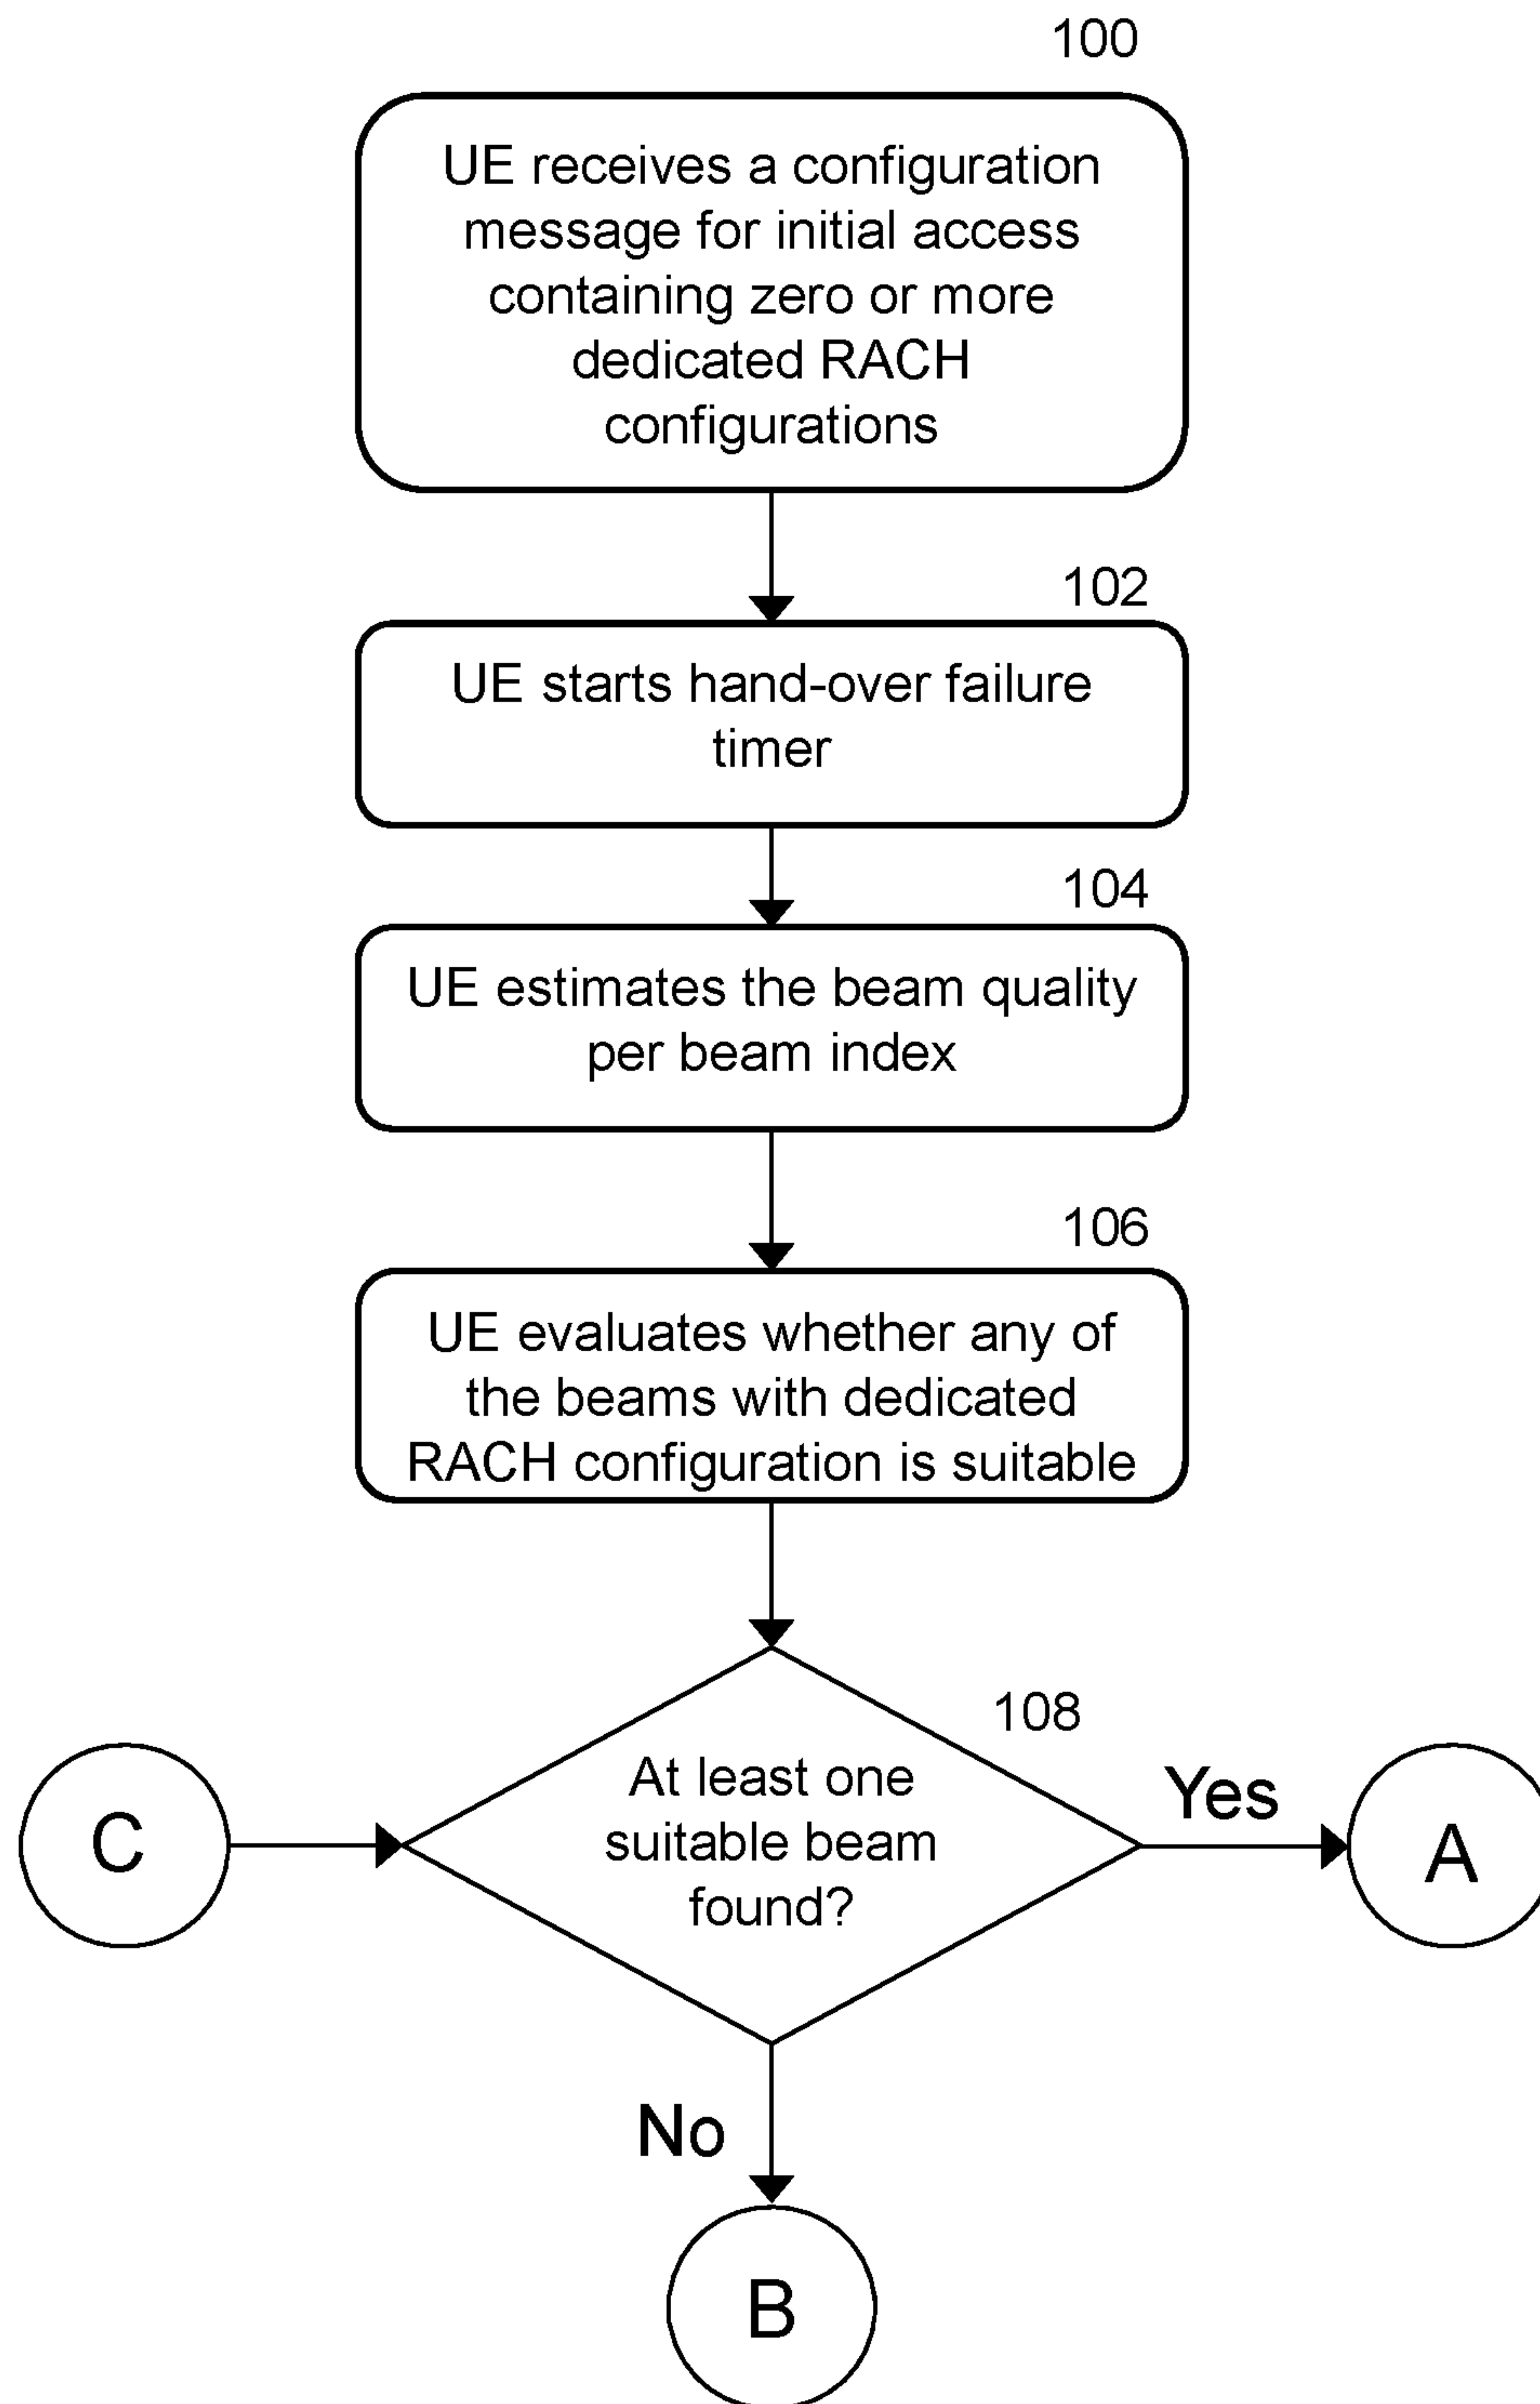 100
UE receives a configuration
message for initial access
containing zero or more
dedicated RACH
configurations
102
UE starts hand-over failure
timer
104
UE estimates the beam quality
per beam index
106
UE evaluates whether any of
the beams with dedicated
RACH configuration is suitable
108
At least one
suitable beam
found?
C
Yes
A
No
B